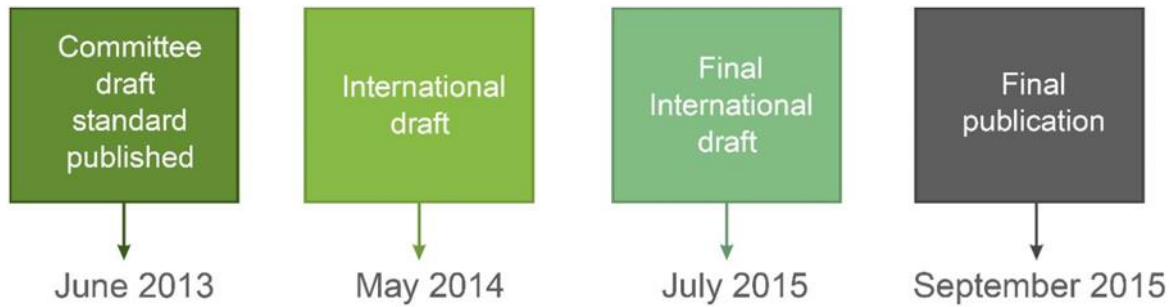 Committee
draft
standard
published
International
draft
Final
International
draft
Final
publication
June 2013
May 2014
July 2015
September 2015